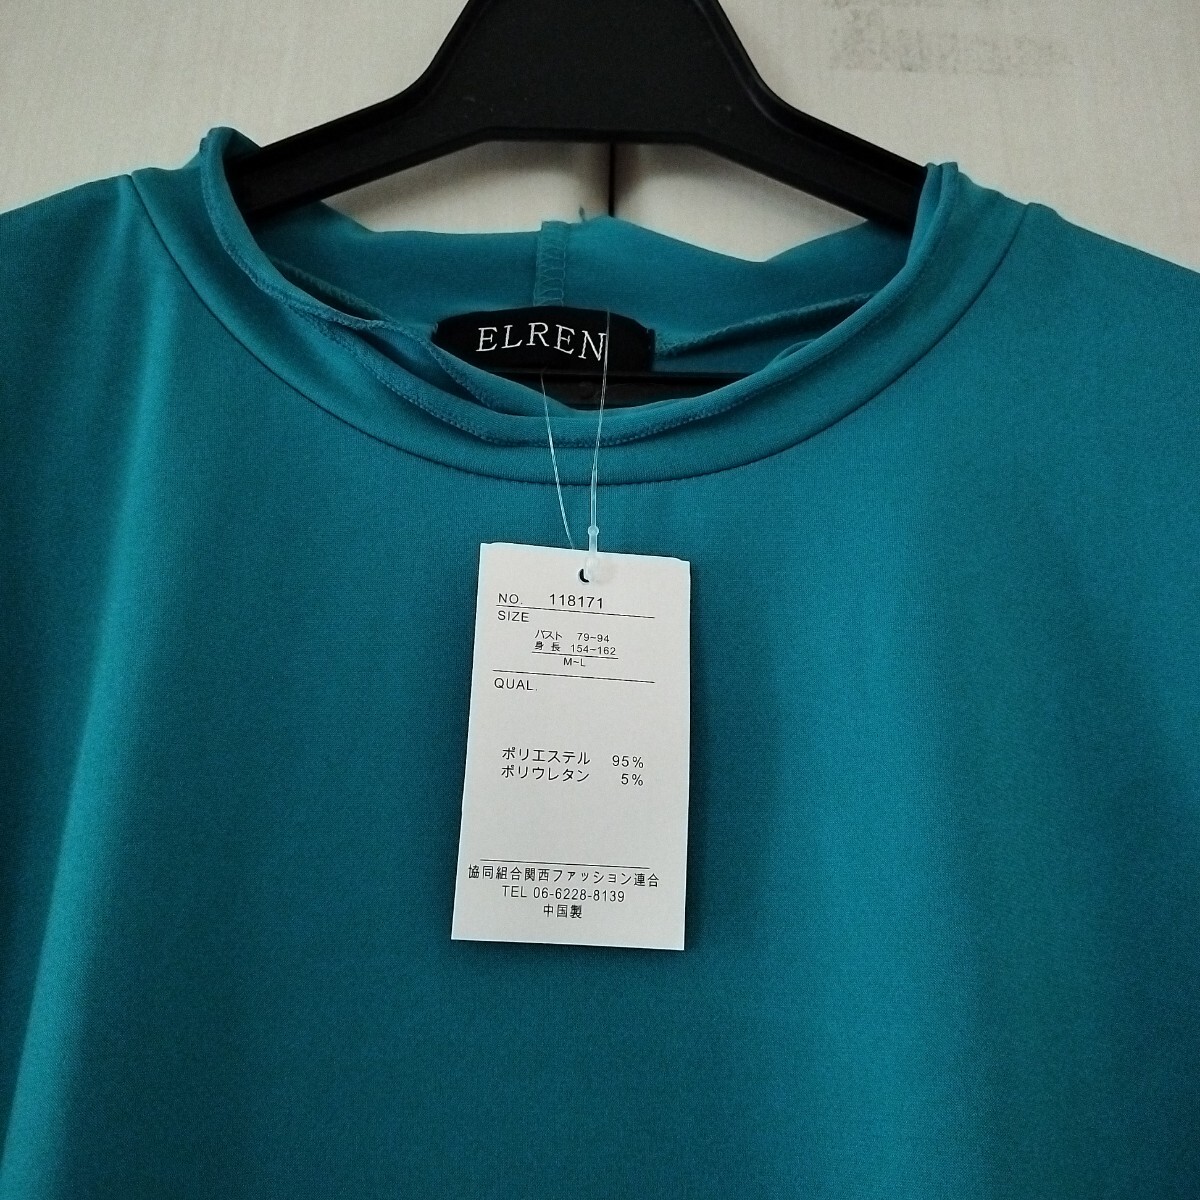 ELREN
NO. 118171
SIZE
バスト 79~94
身長 154~162
M~L
QUAL.
ポリエステル 95%
ポリウレタン 5%
協同組合関西ファッション連合
TEL 06-6228-8139
中国製